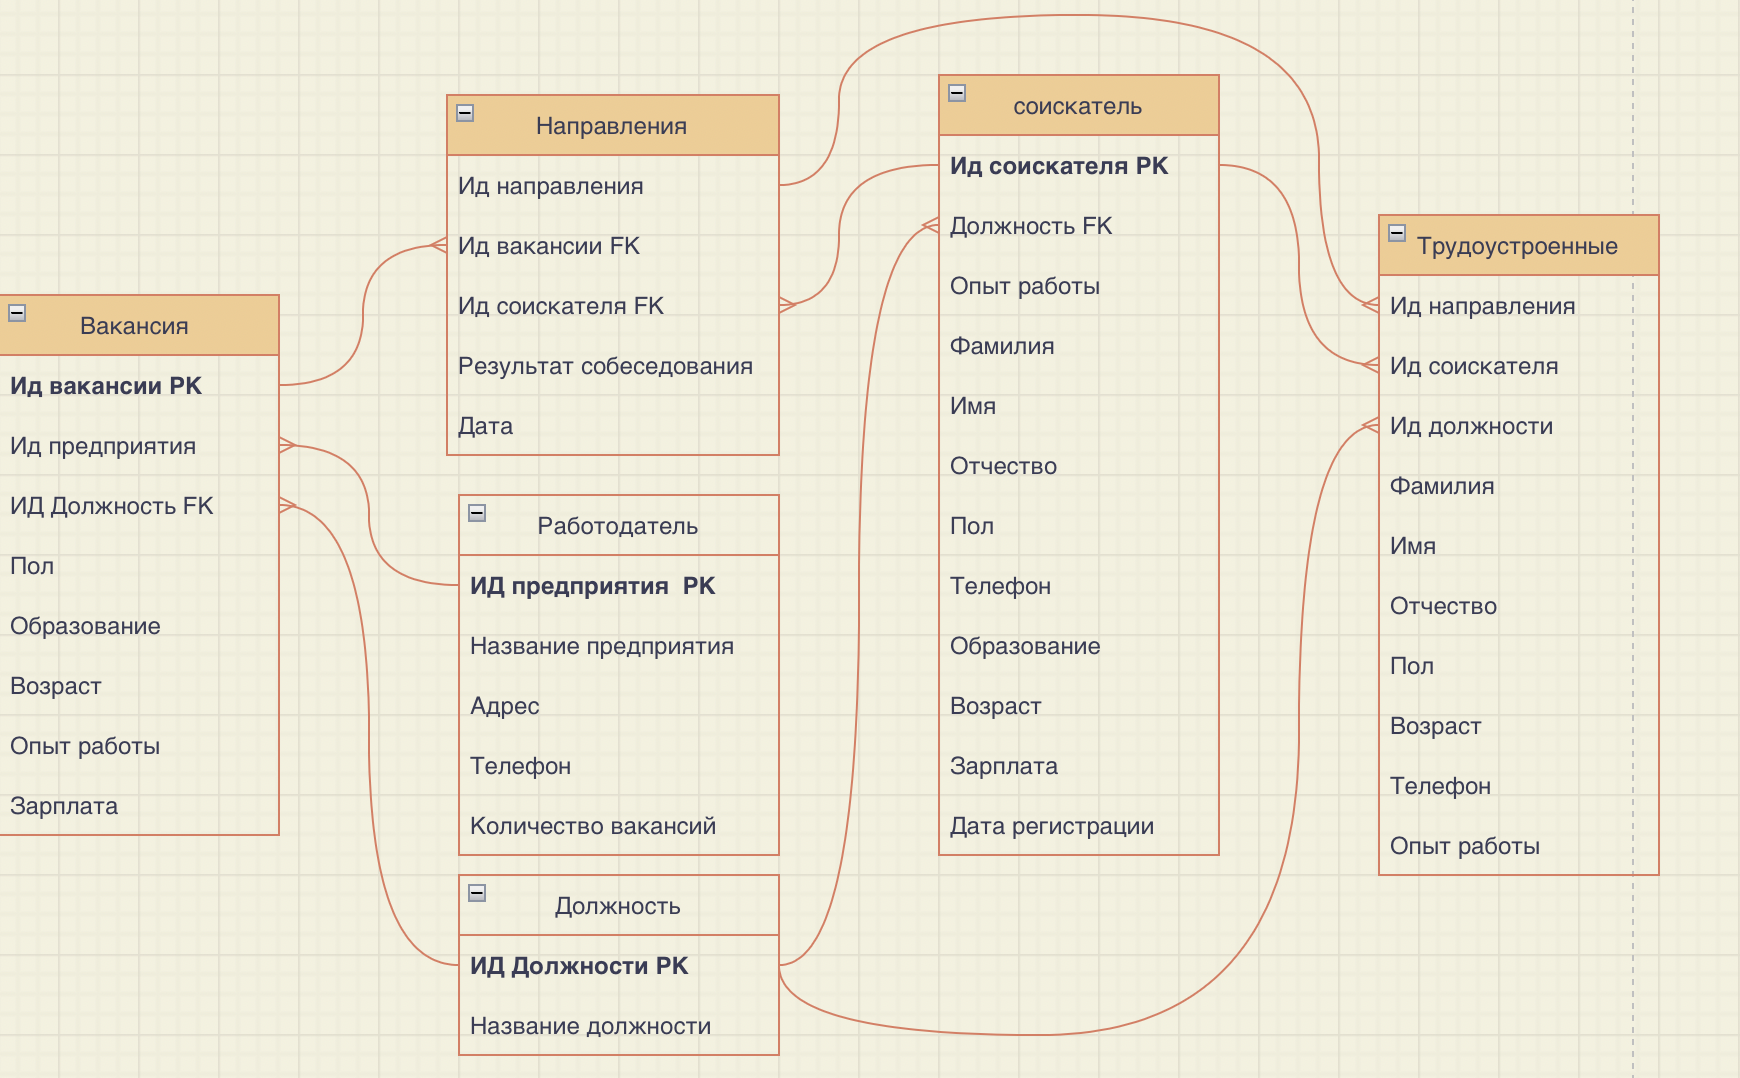 Вакансия
Ид вакансии PK
Ид предприятия
ИД Должность FK
Пол
Образование
Возраст
Опыт работы
Зарплата
Направления
Ид направления
Ид вакансии FK
Ид соискателя FK
Результат собеседования
Дата
Работодатель
ИД предприятия  PK
Название предприятия
Адрес
Телефон
Количество вакансий
Должность
ИД Должности PK
Название должности
соискатель
Ид соискателя PK
Должность FK
Опыт работы
Фамилия
Имя
Отчество
Пол
Телефон
Образование
Возраст
Зарплата
Дата регистрации
Трудоустроенные
Ид направления
Ид соискателя
Ид должности
Фамилия
Имя
Отчество
Пол
Возраст
Телефон
Опыт работы